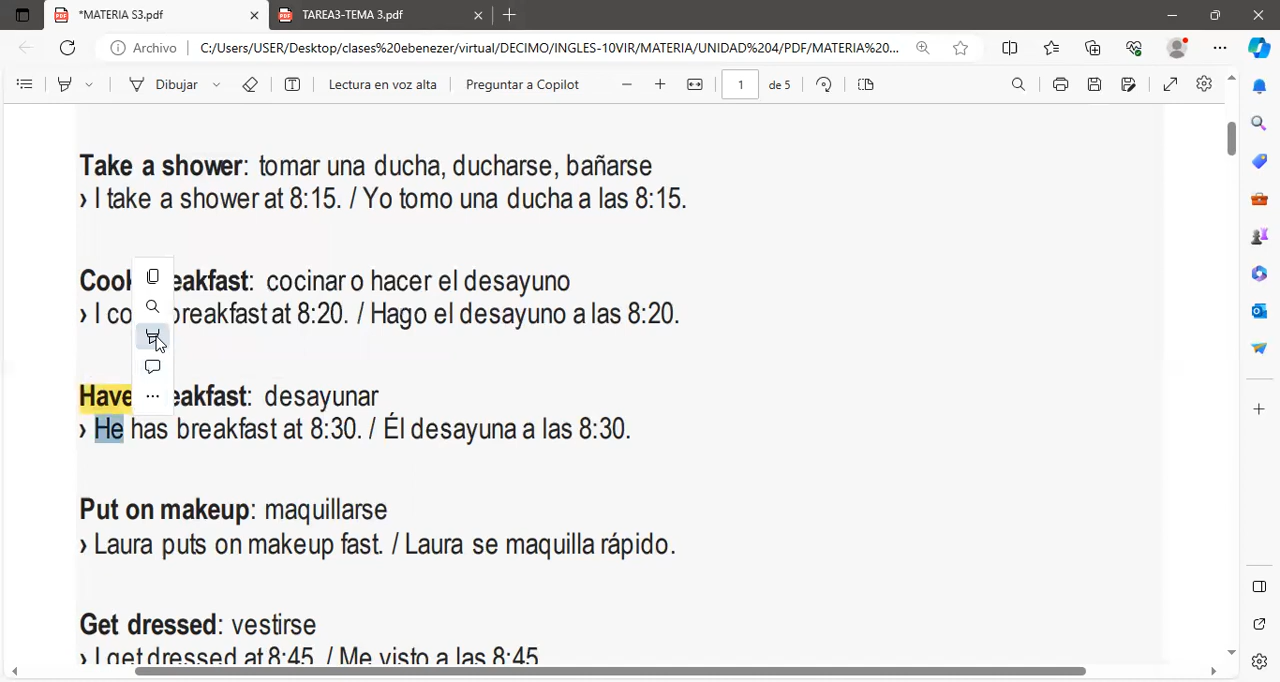 *MATERIA S3.pdf
TAREA3-TEMA 3.pdf
Archivo
C:/Users/USER/Desktop/clases%20ebenezer/virtual/DECIMO/INGLES-10VIR/MATERIA/UNIDAD%204/PDF/MATERIA%20...
Dibujar
Lectura en voz alta
Preguntar a Copilot
1
de 5
Take a shower: tomar una ducha, ducharse, bañarse
› I take a shower at 8:15. / Yo tomo una ducha a las 8:15.
Cook eakfast: cocinar o hacer el desayuno
› I co breakfast at 8:20. / Hago el desayuno a las 8:20.
Have eakfast: desayunar
› He has breakfast at 8:30. / Él desayuna a las 8:30.
Put on makeup: maquillarse
› Laura puts on makeup fast. / Laura se maquilla rápido.
Get dressed: vestirse
› I get dressed at 8:45. / Me visto a las 8:45.